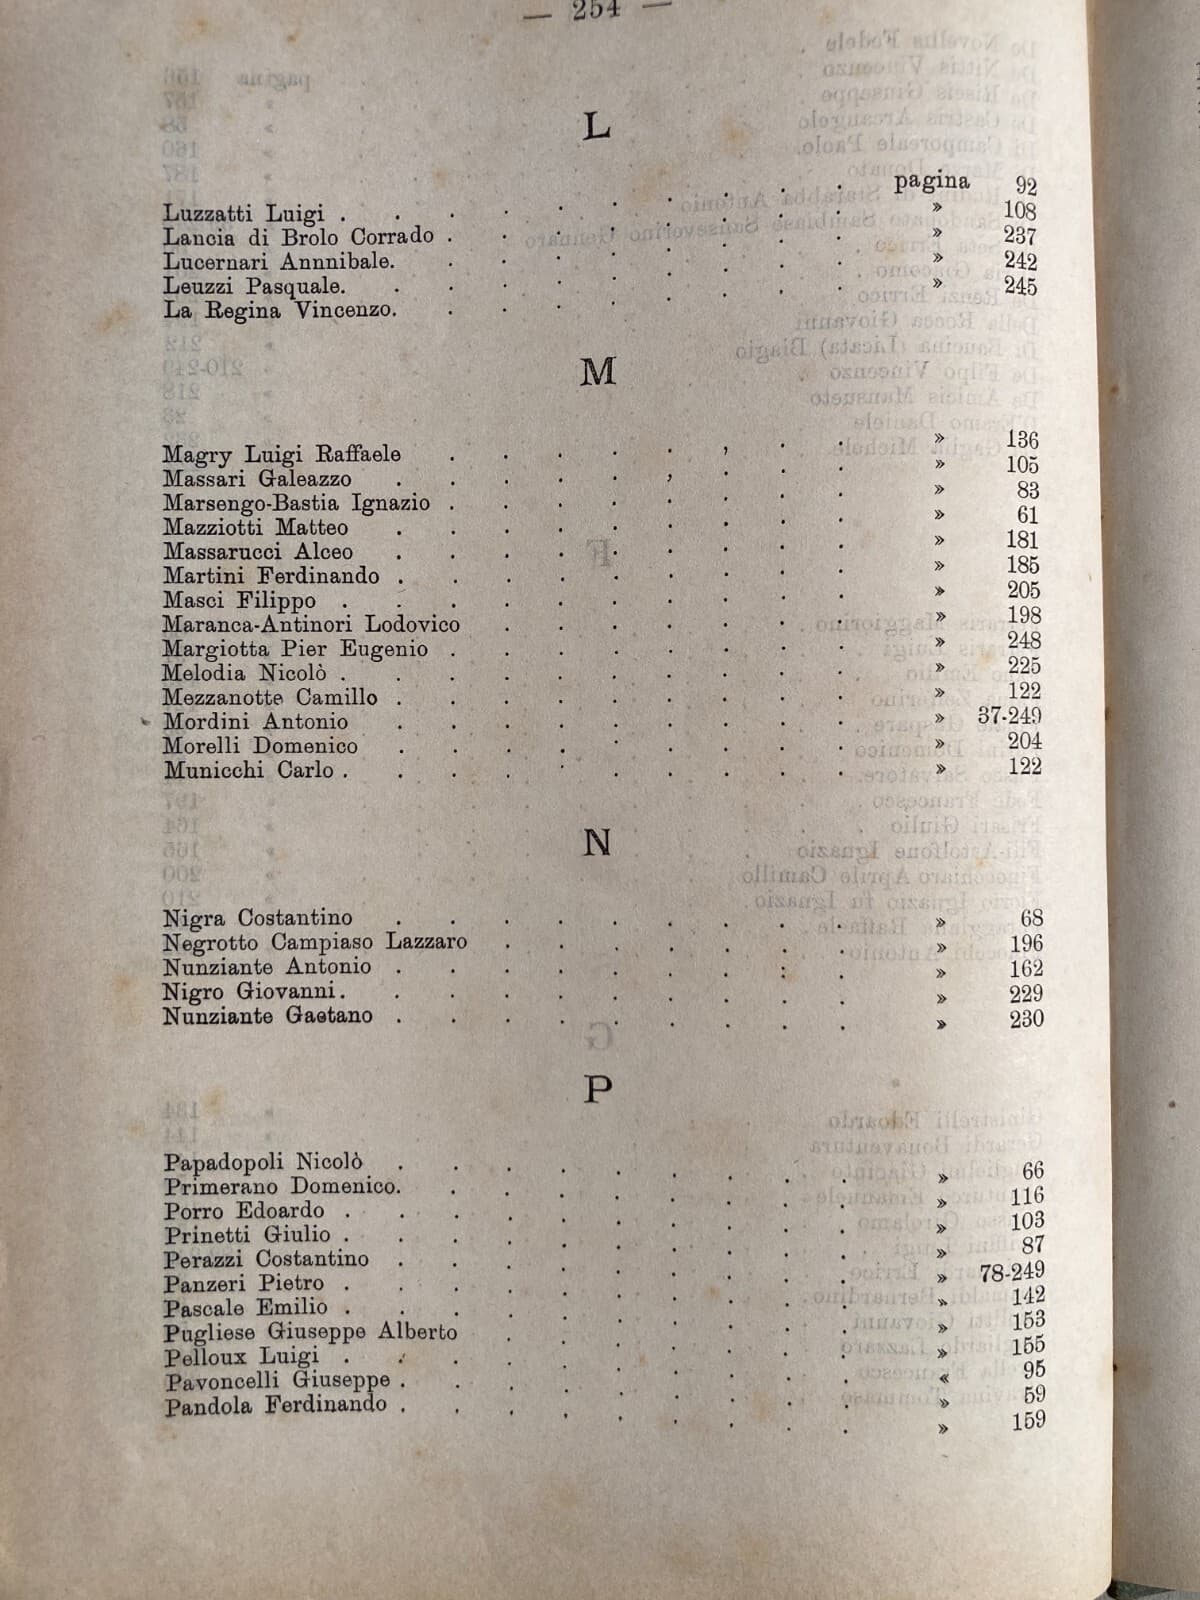 — 254 —
L
Luzzatti Luigi . . . . . . . . . . pagina 92
Lancia di Brolo Corrado . . . . . . . . » 108
Lucernari Annnibale. . . . . . . . . » 237
Leuzzi Pasquale. . . . . . . . . . » 242
La Regina Vincenzo. . . . . . . . . » 245
M
Magry Luigi Raffaele . . . . . , . . » 136
Massari Galeazzo . . . . . , . . . » 105
Marsengo-Bastia Ignazio . . . . . . . . » 83
Mazziotti Matteo . . . . . . . . . » 61
Massarucci Alceo . . . . . . . . . » 181
Martini Ferdinando . . . . . . . . . » 185
Masci Filippo . . . . . . . . . . » 205
Maranca-Antinori Lodovico . . . . . . . » 198
Margiotta Pier Eugenio . . . . . . . . » 248
Melodia Nicolò . . . . . . . . . . » 225
Mezzanotte Camillo . . . . . . . . . » 122
Mordini Antonio . . . . . . . . . » 37-249
Morelli Domenico . . . . . . . . . » 204
Municchi Carlo . . . . . . . . . . » 122
N
Nigra Costantino . . . . . . . . . » 68
Negrotto Campiaso Lazzaro . . . . . . . » 196
Nunziante Antonio . . . . . . . : . » 162
Nigro Giovanni. . . . . . . . . . » 229
Nunziante Gaetano . . . . . . . . . » 230
P
Papadopoli Nicolò . . . . . . . . . » 66
Primerano Domenico. . . . . . . . . » 116
Porro Edoardo . . . . . . . . . . » 103
Prinetti Giulio . . . . . . . . . . » 87
Perazzi Costantino . . . . . . . . . » 78-249
Panzeri Pietro . . . . . . . . . . » 142
Pascale Emilio . . . . . . . . . . » 153
Pugliese Giuseppe Alberto . . . . . . . » 155
Pelloux Luigi . . . . . . . . . . « 95
Pavoncelli Giuseppe . . . . . . . . . » 59
Pandola Ferdinando . . . . . . . . . » 159